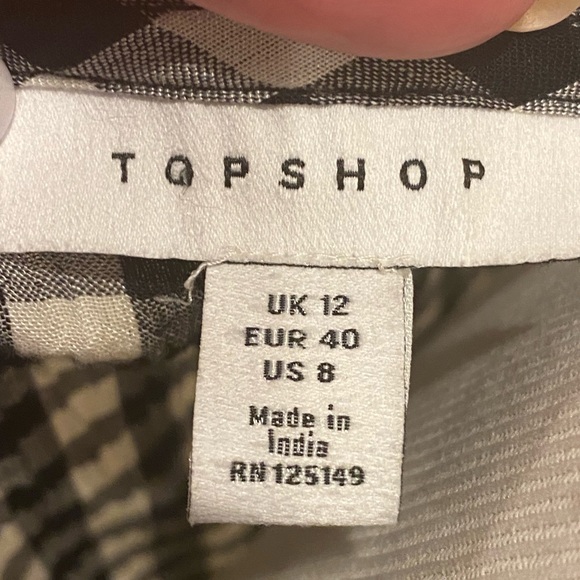 TOPSHOP
UK 12
EUR 40
US 8
Made in
India
RN125149